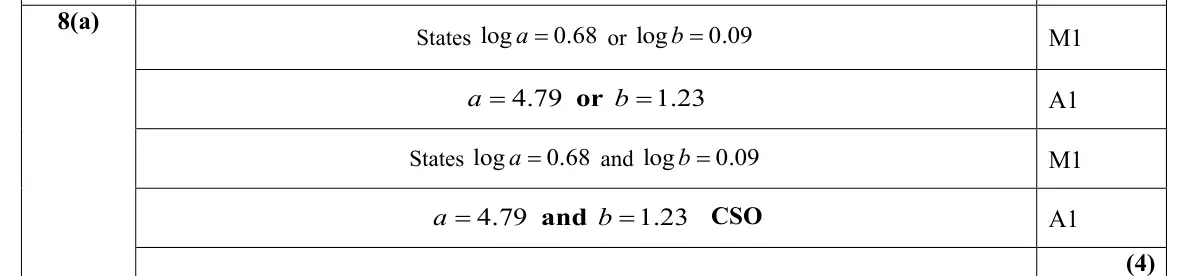 8(a)
States log a = 0.68 or log b = 0.09
M1
a = 4.79 or b = 1.23
A1
States log a = 0.68 and log b = 0.09
M1
a = 4.79 and b = 1.23 CSO
A1
(4)